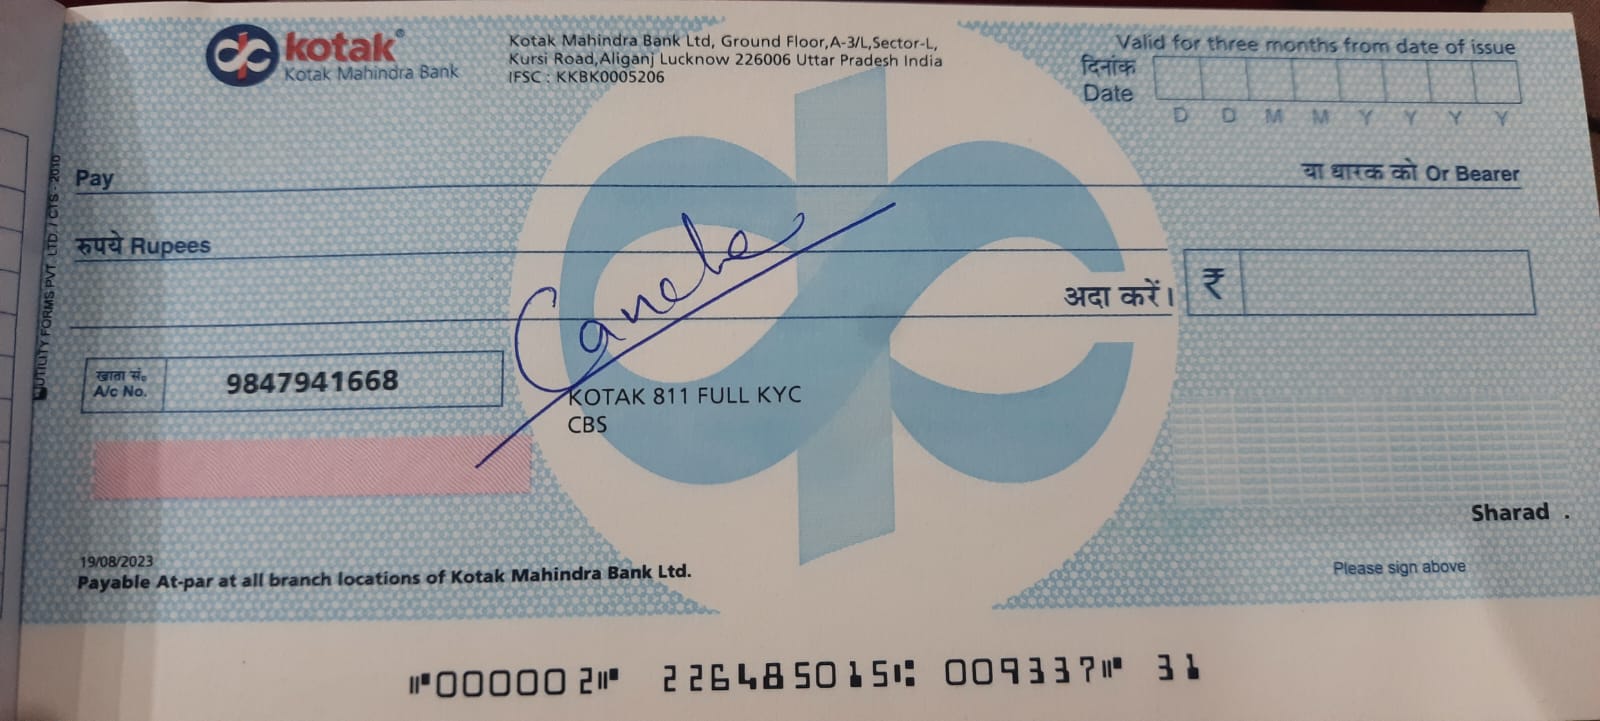 kotak®
Kotak Mahindra Bank
Kotak Mahindra Bank Ltd, Ground Floor,A-3/L,Sector-L,
Kursi Road,Aliganj Lucknow 226006 Uttar Pradesh India
IFSC : KKBK0005206
Valid for three months from date of issue
दिनांक
Date
D D M M Y Y Y Y
Pay
या धारक को Or Bearer
रुपये Rupees
अदा करें।
₹
खाता सं.
A/c No.
9847941668
KOTAK 811 FULL KYC
CBS
UTILITY FORMS PVT. LTD. / CTS - 2010
Sharad .
Please sign above
19/08/2023
Payable At-par at all branch locations of Kotak Mahindra Bank Ltd.
⑈000002⑈ 226485015⑆ 009337⑈ 31